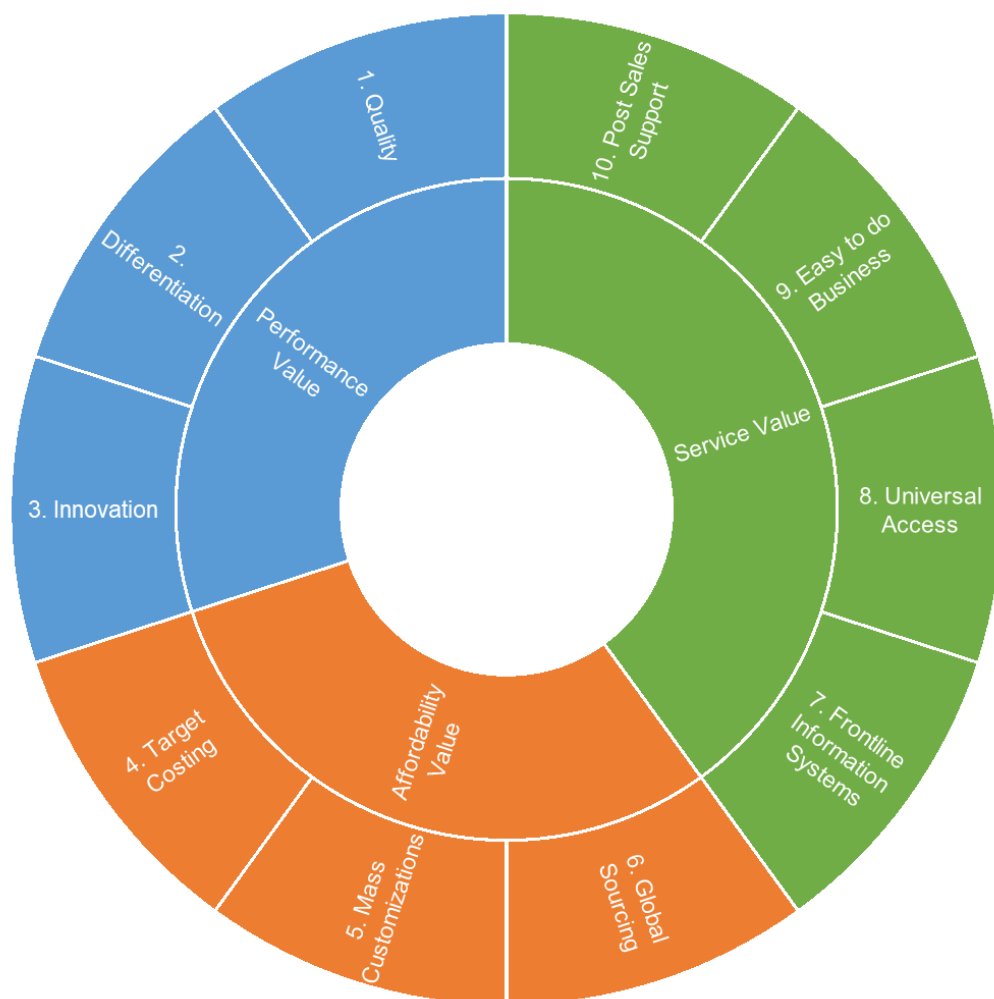 1. Quality
2.
Differentiation
3. Innovation
Performance
Value
4. Target
Costing
5. Mass
Customizations
6. Global
Sourcing
Affordability
Value
7. Frontline
Information
Systems
8. Universal
Access
9. Easy to do
Business
10. Post Sales
Support
Service Value